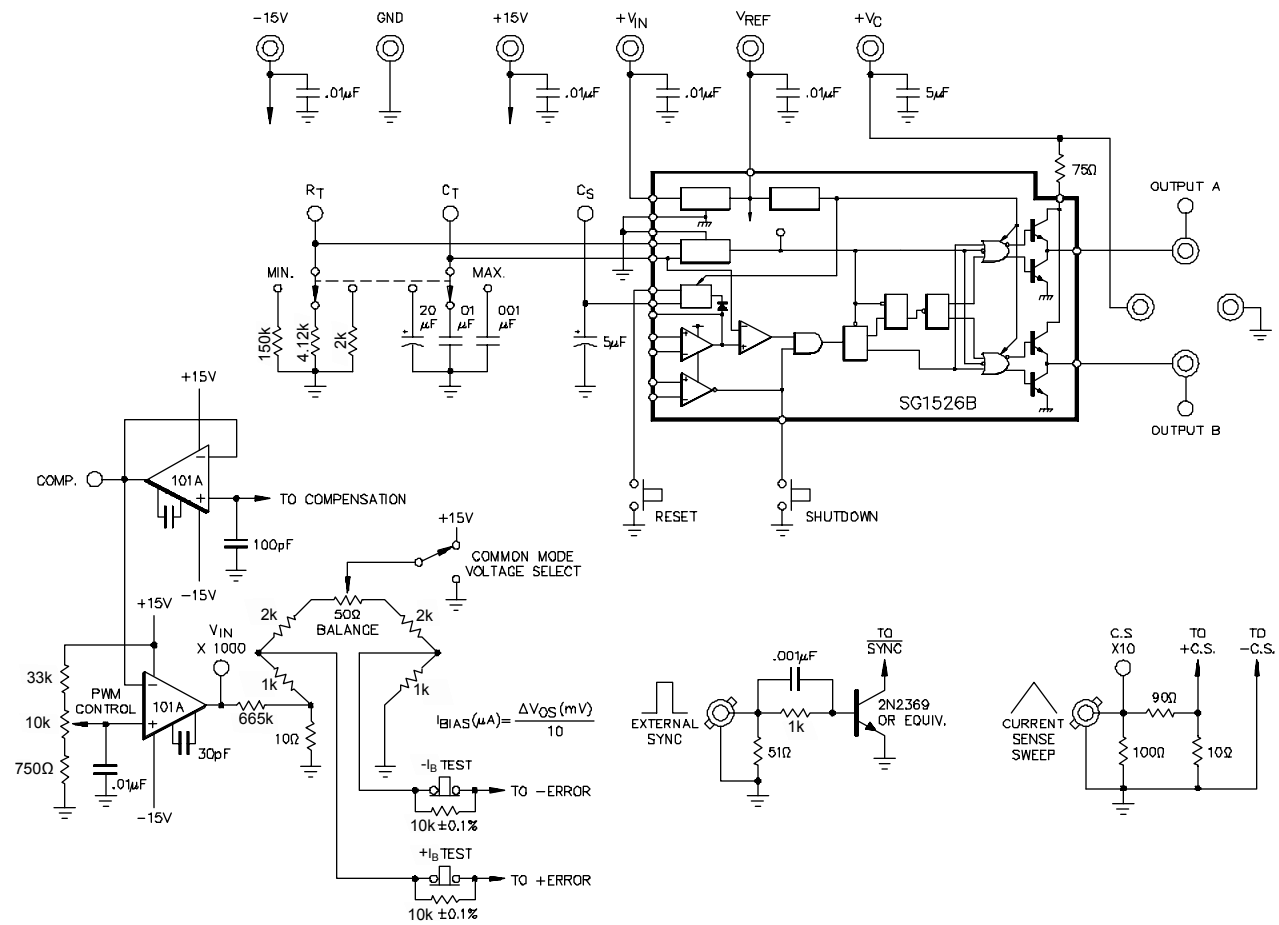 -15V
GND
+15V
+VIN
VREF
+VC
.01µF
.01µF
.01µF
.01µF
5µF
75Ω
OUTPUT A
RT
CT
CS
MIN.
MAX.
150k
4.12k
2k
20 µF
.01 µF
.001 µF
5µF
SG1526B
OUTPUT B
+15V
COMP.
101A
TO COMPENSATION
100pF
-15V
RESET
SHUTDOWN
+15V
COMMON MODE
VOLTAGE SELECT
+15V
50Ω
BALANCE
2k
2k
VIN
X 1000
33k
PWM
CONTROL
10k
101A
665k
1k
1k
10Ω
750Ω
.01µF
30pF
-15V
IBIAS(µA)=ΔVOS(mV)/10
-IB TEST
TO -ERROR
10k ±0.1%
+IB TEST
TO +ERROR
10k ±0.1%
EXTERNAL
SYNC
.001µF
1k
51Ω
TO
SYNC
2N2369
OR EQUIV.
CURRENT
SENSE
SWEEP
C.S
X10
TO
+C.S.
TO
-C.S.
90Ω
100Ω
10Ω